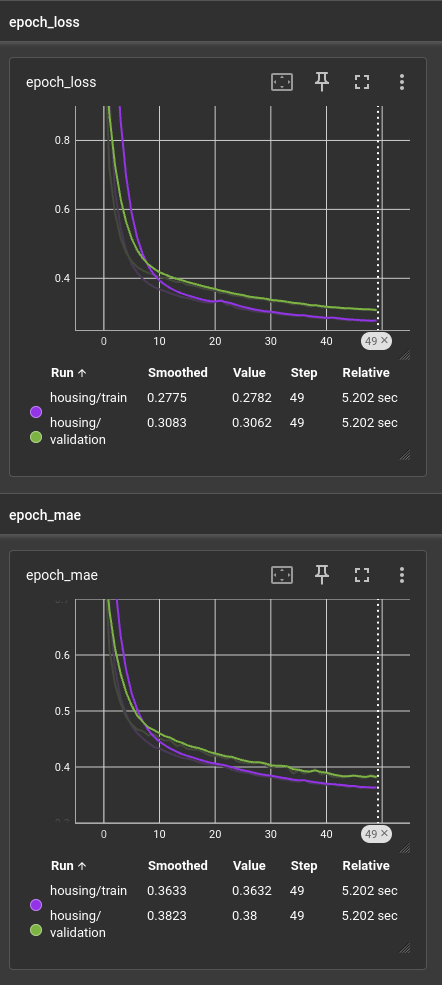 epoch_loss
epoch_loss
0.8
0.6
0.4
0 10 20 30 40 49 ×
Run ↑ Smoothed Value Step Relative
housing/train 0.2775 0.2782 49 5.202 sec
housing/ 0.3083 0.3062 49 5.202 sec
validation
epoch_mae
epoch_mae
0.6
0.5
0.4
0 10 20 30 40 49 ×
Run ↑ Smoothed Value Step Relative
housing/train 0.3633 0.3632 49 5.202 sec
housing/ 0.3823 0.38 49 5.202 sec
validation